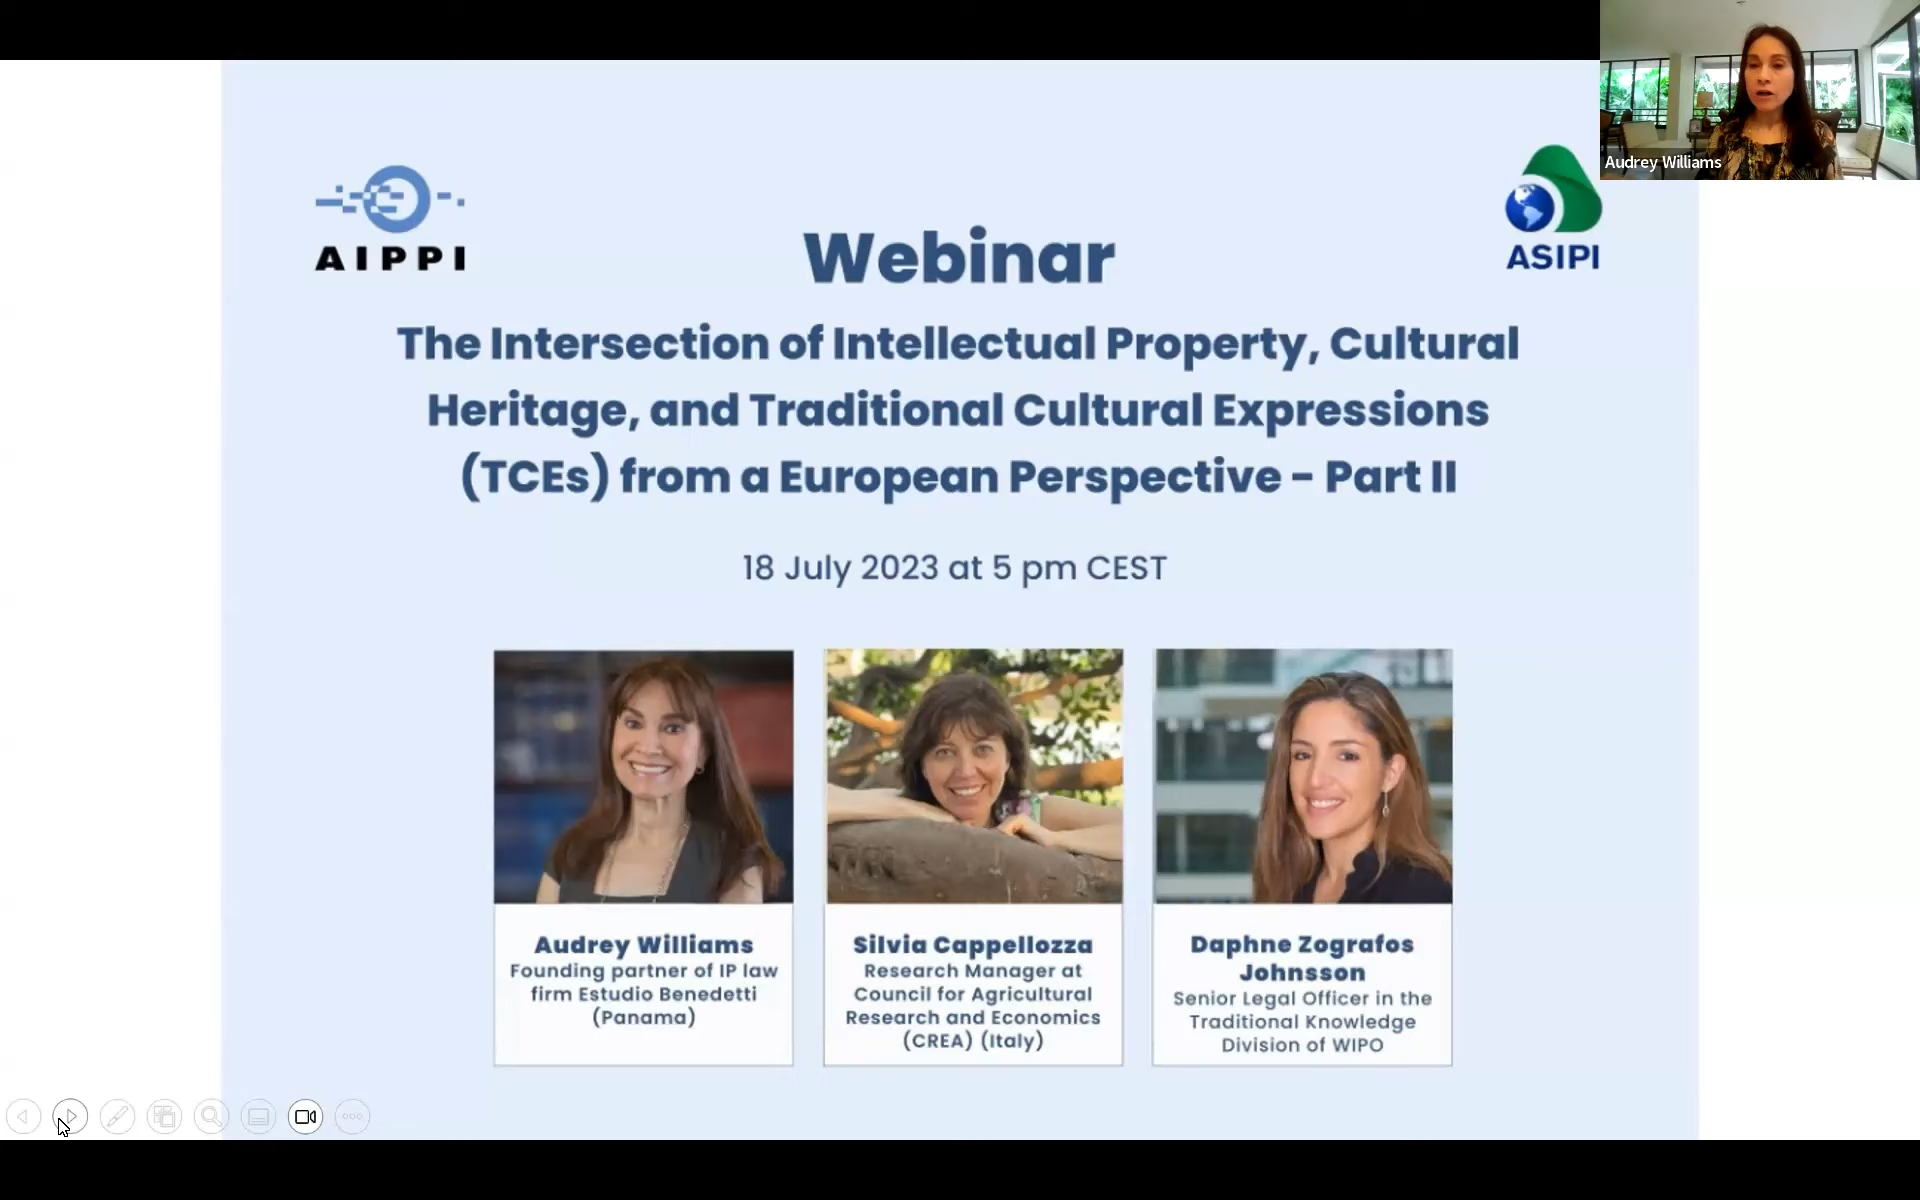 Audrey Williams
AIPPI
ASIPI
Webinar
The Intersection of Intellectual Property, Cultural
Heritage, and Traditional Cultural Expressions
(TCEs) from a European Perspective - Part II
18 July 2023 at 5 pm CEST
Audrey Williams
Founding partner of IP law
firm Estudio Benedetti
(Panama)
Silvia Cappellozza
Research Manager at
Council for Agricultural
Research and Economics
(CREA) (Italy)
Daphne Zografos
Johnsson
Senior Legal Officer in the
Traditional Knowledge
Division of WIPO